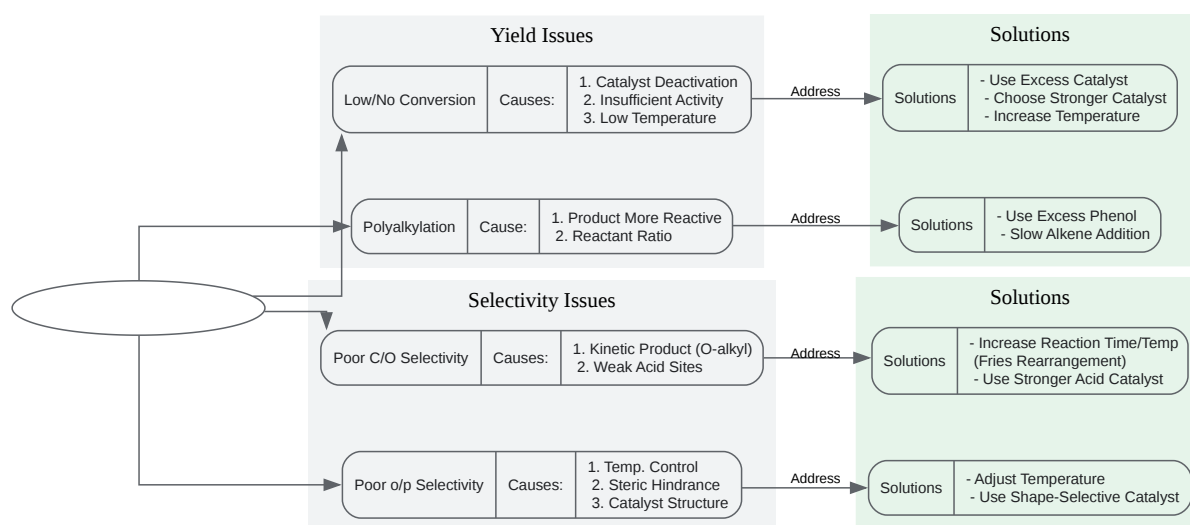 Yield Issues
Solutions
Low/No Conversion
Causes:
1. Catalyst Deactivation
2. Insufficient Activity
3. Low Temperature
Address
Solutions
- Use Excess Catalyst
- Choose Stronger Catalyst
- Increase Temperature
Polyalkylation
Cause:
1. Product More Reactive
2. Reactant Ratio
Address
Solutions
- Use Excess Phenol
- Slow Alkene Addition
Selectivity Issues
Solutions
Poor C/O Selectivity
Causes:
1. Kinetic Product (O-alkyl)
2. Weak Acid Sites
Address
Solutions
- Increase Reaction Time/Temp
(Fries Rearrangement)
- Use Stronger Acid Catalyst
Poor o/p Selectivity
Causes:
1. Temp. Control
2. Steric Hindrance
3. Catalyst Structure
Address
Solutions
- Adjust Temperature
- Use Shape-Selective Catalyst